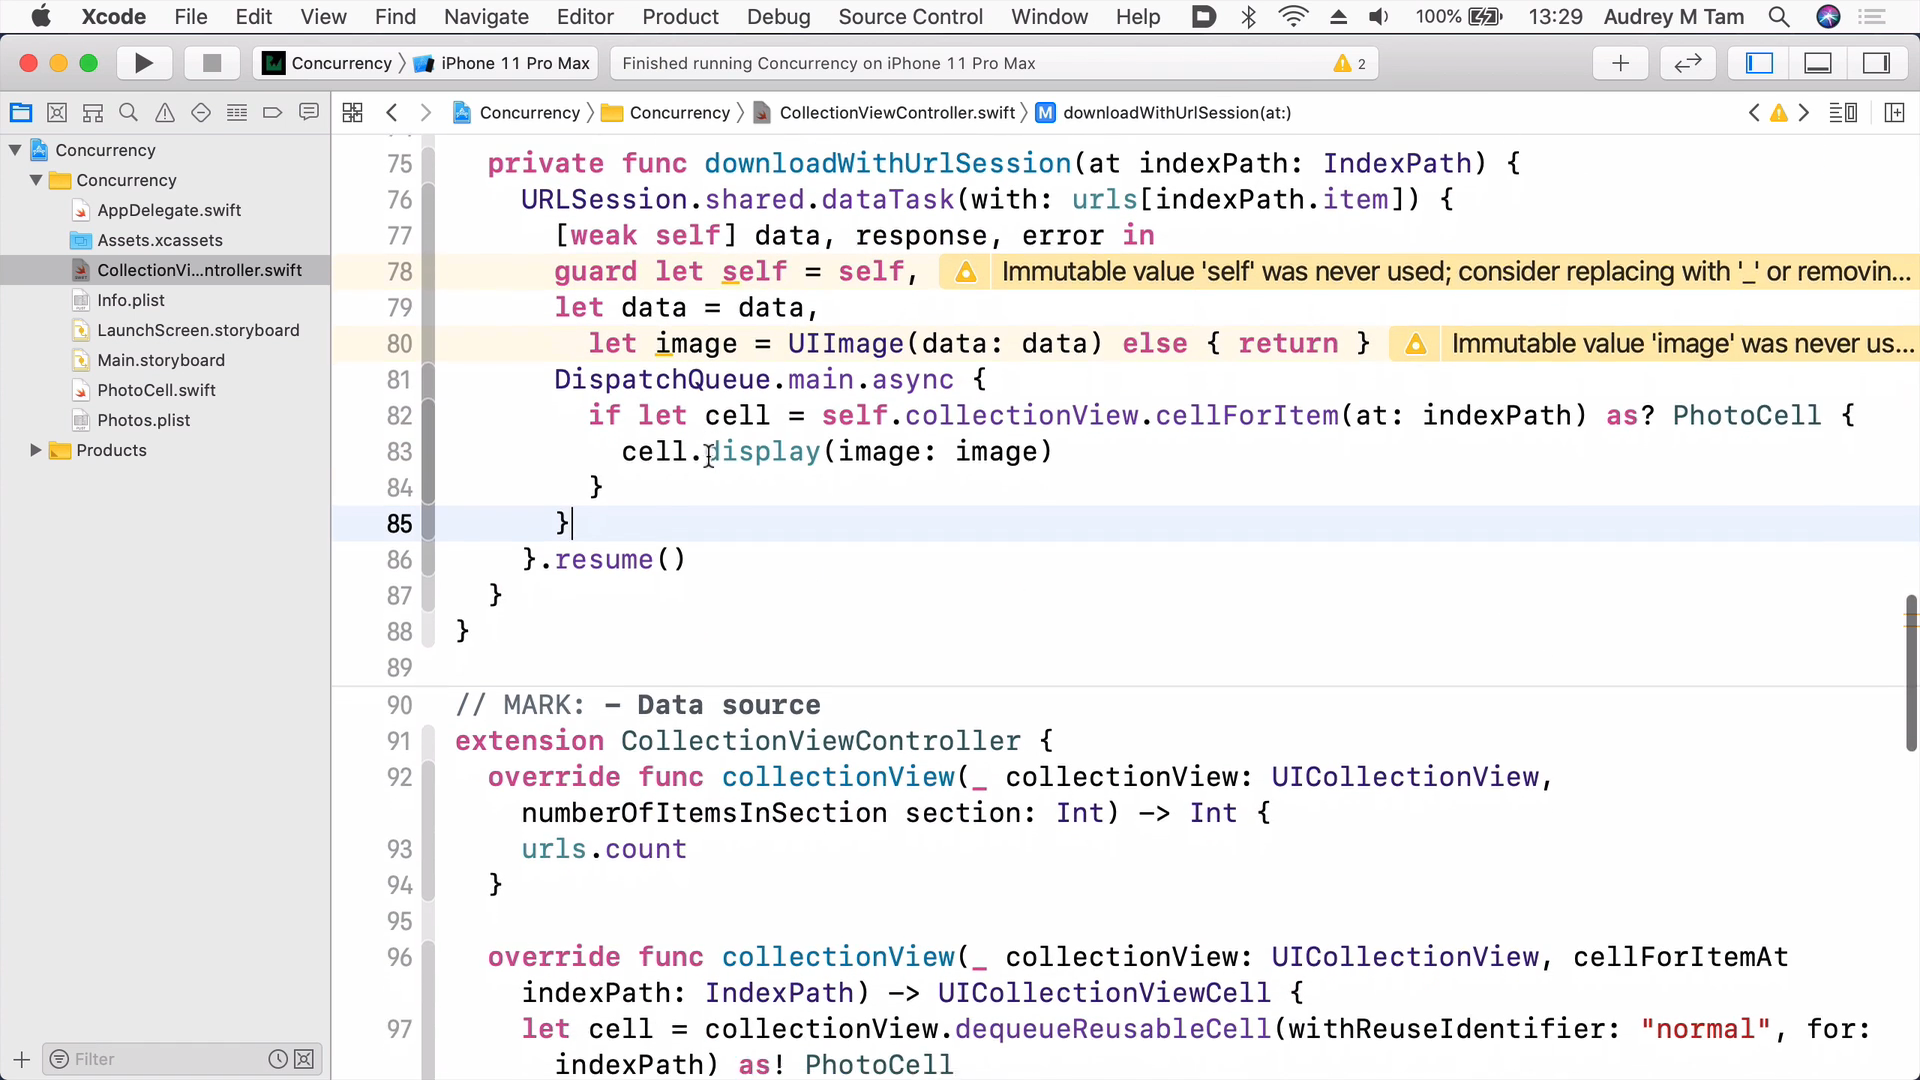 Xcode File Edit View Find Navigate Editor Product Debug Source Control Window Help 100% 13:29 Audrey M Tam
Concurrency iPhone 11 Pro Max Finished running Concurrency on iPhone 11 Pro Max 2
Concurrency Concurrency CollectionViewController.swift M downloadWithUrlSession(at:)
Concurrency
Concurrency
AppDelegate.swift
Assets.xcassets
CollectionVi...ntroller.swift
Info.plist
LaunchScreen.storyboard
Main.storyboard
PhotoCell.swift
Photos.plist
Products
Filter
75 private func downloadWithUrlSession(at indexPath: IndexPath) {
76 URLSession.shared.dataTask(with: urls[indexPath.item]) {
77 [weak self] data, response, error in
78 guard let self = self, Immutable value 'self' was never used; consider replacing with '_' or removin...
79 let data = data,
80 let image = UIImage(data: data) else { return } Immutable value 'image' was never us...
81 DispatchQueue.main.async {
82 if let cell = self.collectionView.cellForItem(at: indexPath) as? PhotoCell {
83 cell.display(image: image)
84 }
85 }
86 }.resume()
87 }
88 }
89
90 // MARK: - Data source
91 extension CollectionViewController {
92 override func collectionView(_ collectionView: UICollectionView,
numberOfItemsInSection section: Int) -> Int {
93 urls.count
94 }
95
96 override func collectionView(_ collectionView: UICollectionView, cellForItemAt
indexPath: IndexPath) -> UICollectionViewCell {
97 let cell = collectionView.dequeueReusableCell(withReuseIdentifier: "normal", for:
indexPath) as! PhotoCell